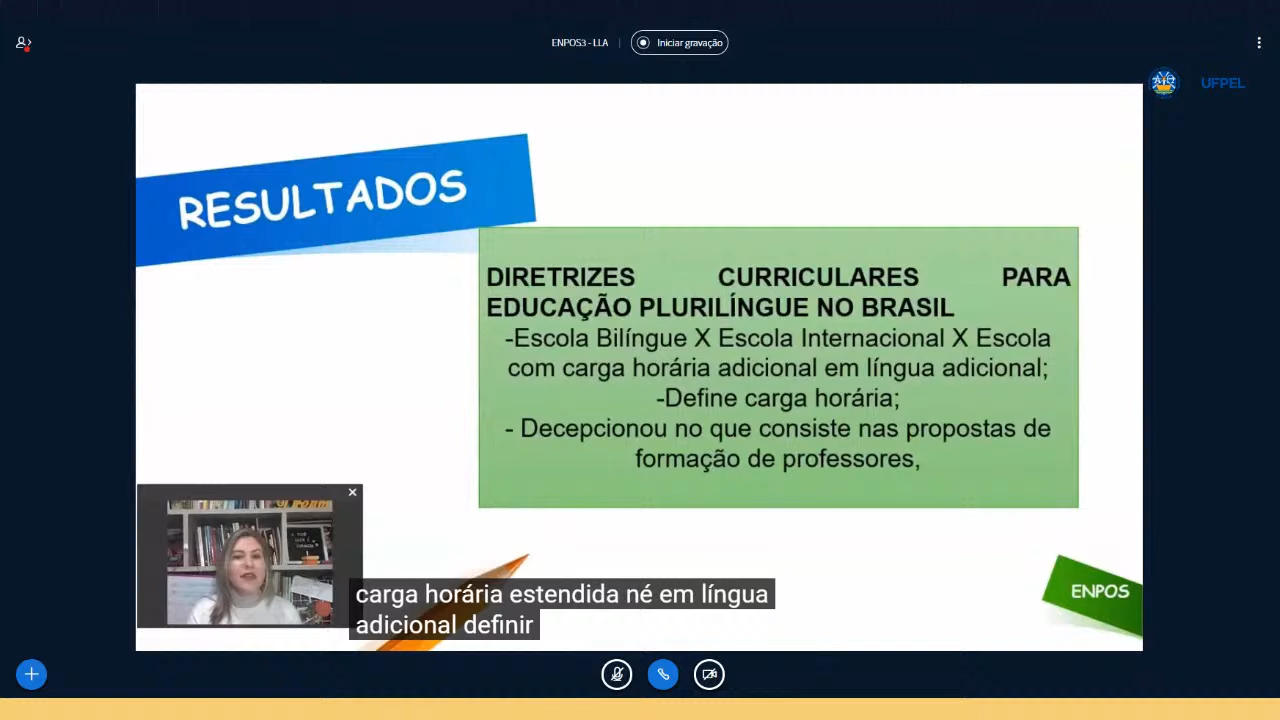 ENPOS3 - LLA
Iniciar gravação
UFPEL
RESULTADOS
DIRETRIZES CURRICULARES PARA
EDUCAÇÃO PLURILÍNGUE NO BRASIL
-Escola Bilíngue X Escola Internacional X Escola
com carga horária adicional em língua adicional;
-Define carga horária;
- Decepcionou no que consiste nas propostas de
formação de professores,
carga horária estendida né em língua
adicional definir
ENPOS